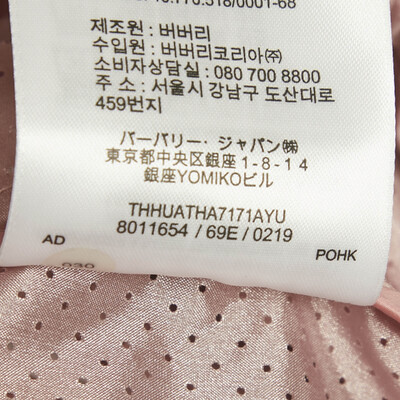 제조원 : 버버리
수입원 : 버버리코리아㈜
소비자상담실 : 080 700 8800
주 소 : 서울시 강남구 도산대로
459번지
バーバリー・ジャパン㈱
東京都中央区銀座1-8-14
銀座YOMIKOビル
THHUATHA7171AYU
8011654 / 69E / 0219
AD
POHK